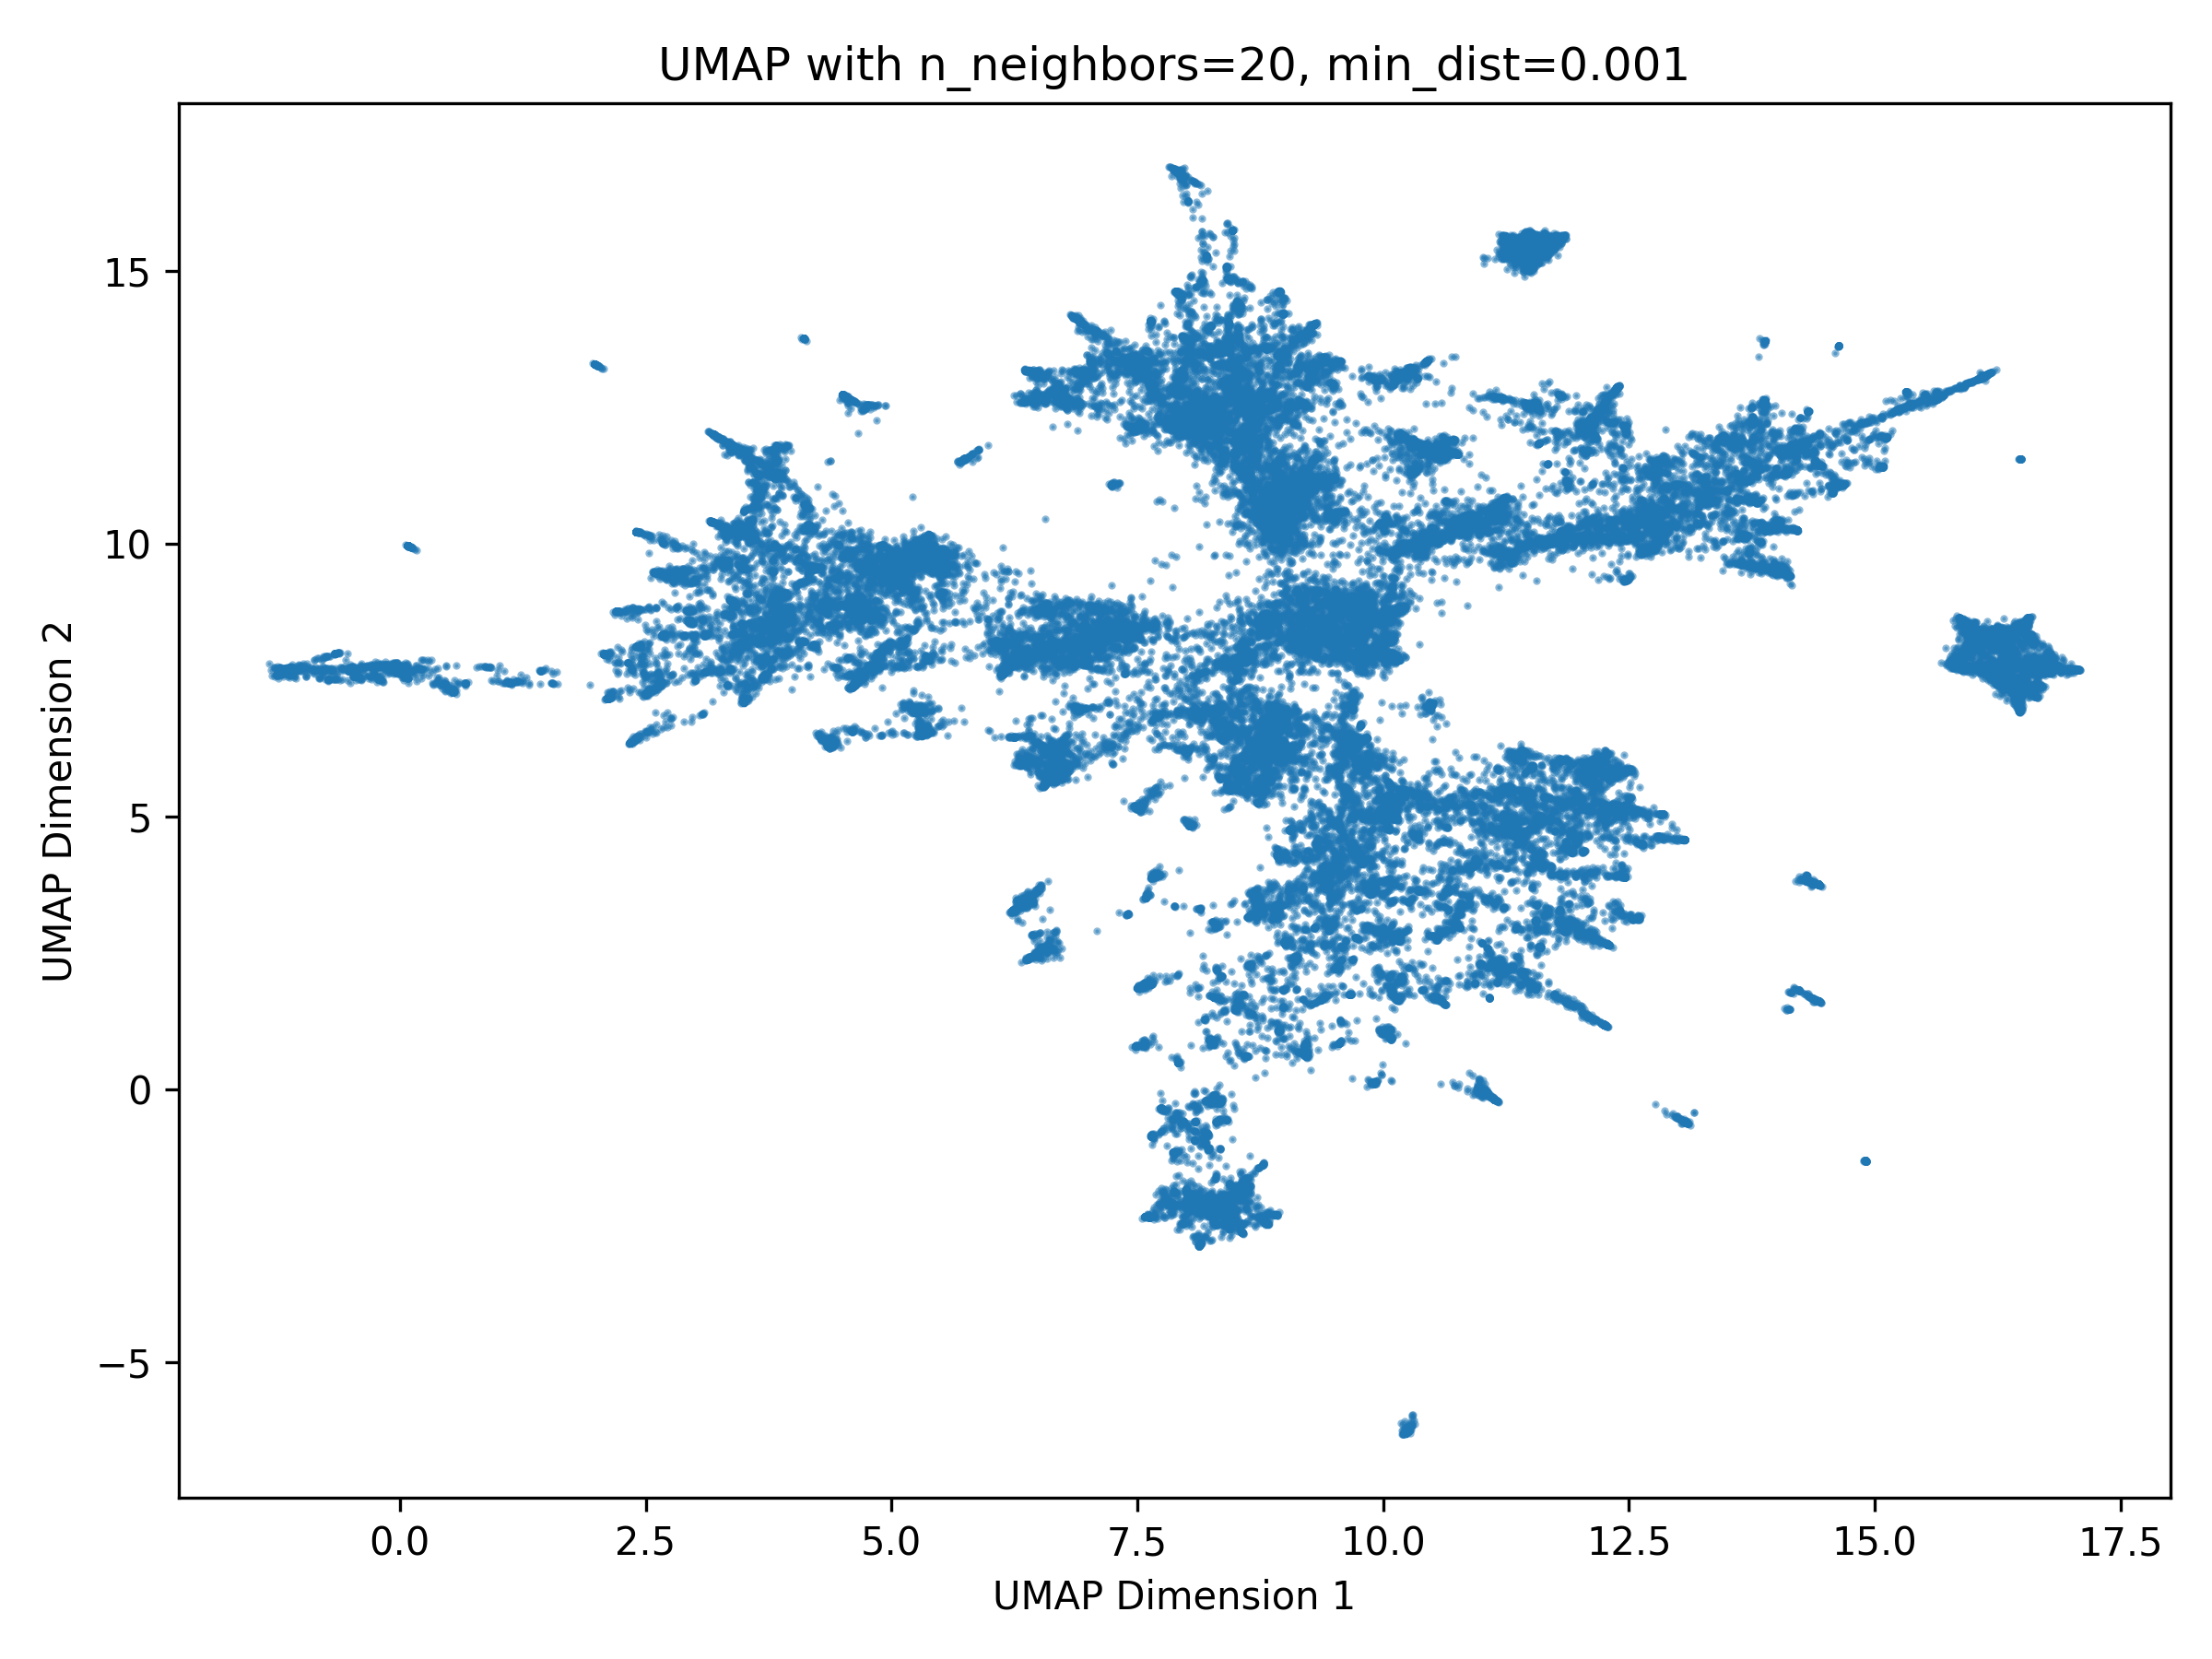 UMAP with n_neighbors=20, min_dist=0.001
UMAP Dimension 2
15
10
5
0
−5
0.0 2.5 5.0 7.5 10.0 12.5 15.0 17.5
UMAP Dimension 1